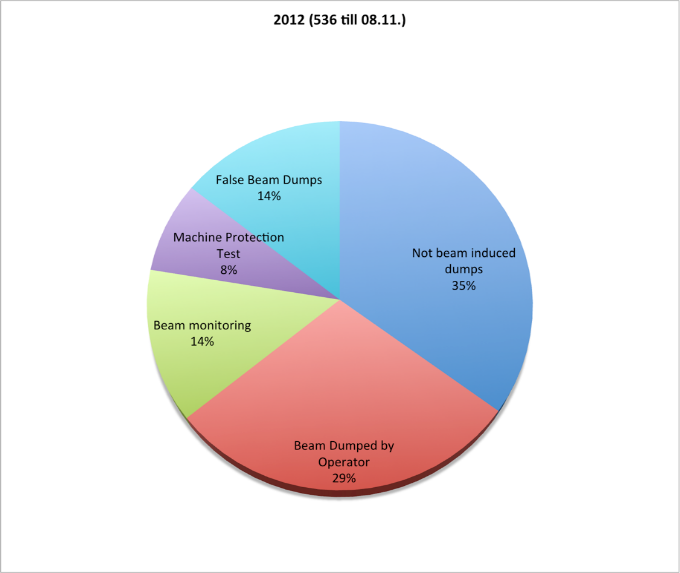 2012 (536 till 08.11.)
False Beam Dumps
14%
Not beam induced
dumps
35%
Machine Protection
Test
8%
Beam monitoring
14%
Beam Dumped by
Operator
29%